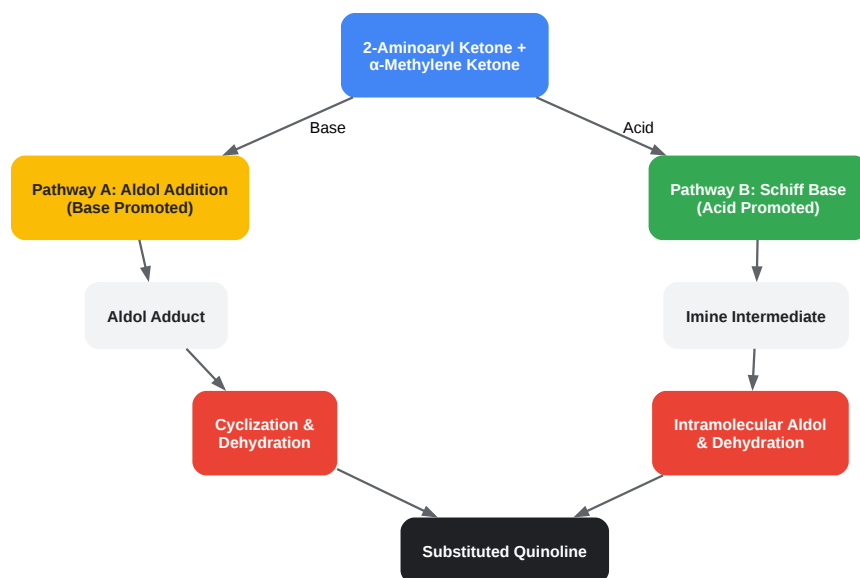 2-Aminoaryl Ketone +
α-Methylene Ketone
Base
Acid
Pathway A: Aldol Addition
(Base Promoted)
Pathway B: Schiff Base
(Acid Promoted)
Aldol Adduct
Imine Intermediate
Cyclization &
Dehydration
Intramolecular Aldol
& Dehydration
Substituted Quinoline